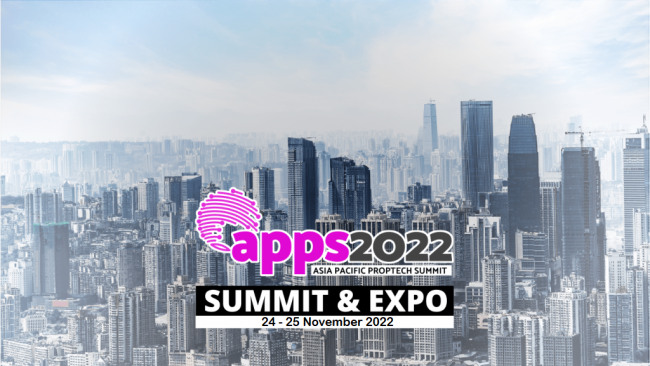 apps2022
ASIA PACIFIC PROPTECH SUMMIT
SUMMIT & EXPO
24 - 25 November 2022